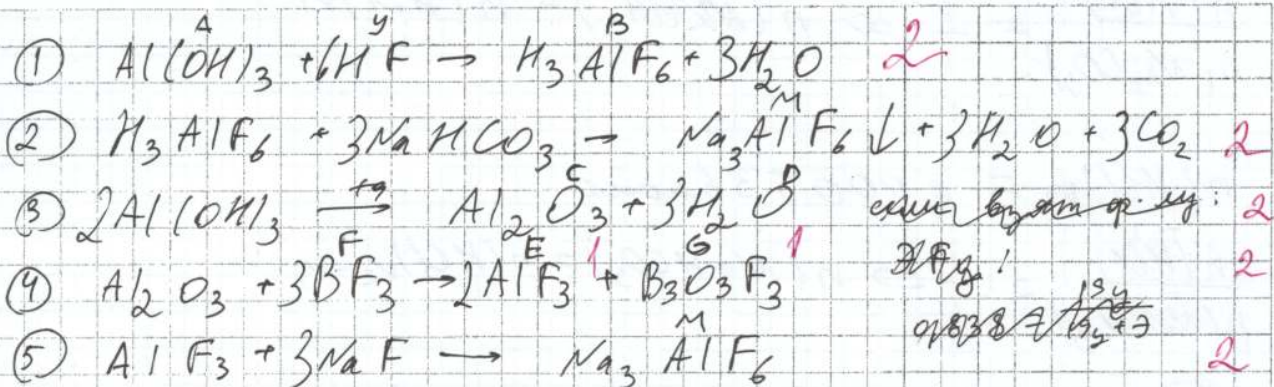 ① Al(OH)₃ + 6HF → H₃AlF₆ + 3H₂O 2
A У B
② H₃AlF₆ + 3NaHCO₃ → Na₃AlF₆ ↓ + 3H₂O + 3CO₂ 2
M
③ 2Al(OH)₃ →(+q) Al₂O₃ + 3H₂O 2
C D
④ Al₂O₃ + 3BF₃ → 2AlF₃ + B₃O₃F₃ 2
F E 1 G 1
⑤ AlF₃ + 3NaF → Na₃AlF₆ 2
M